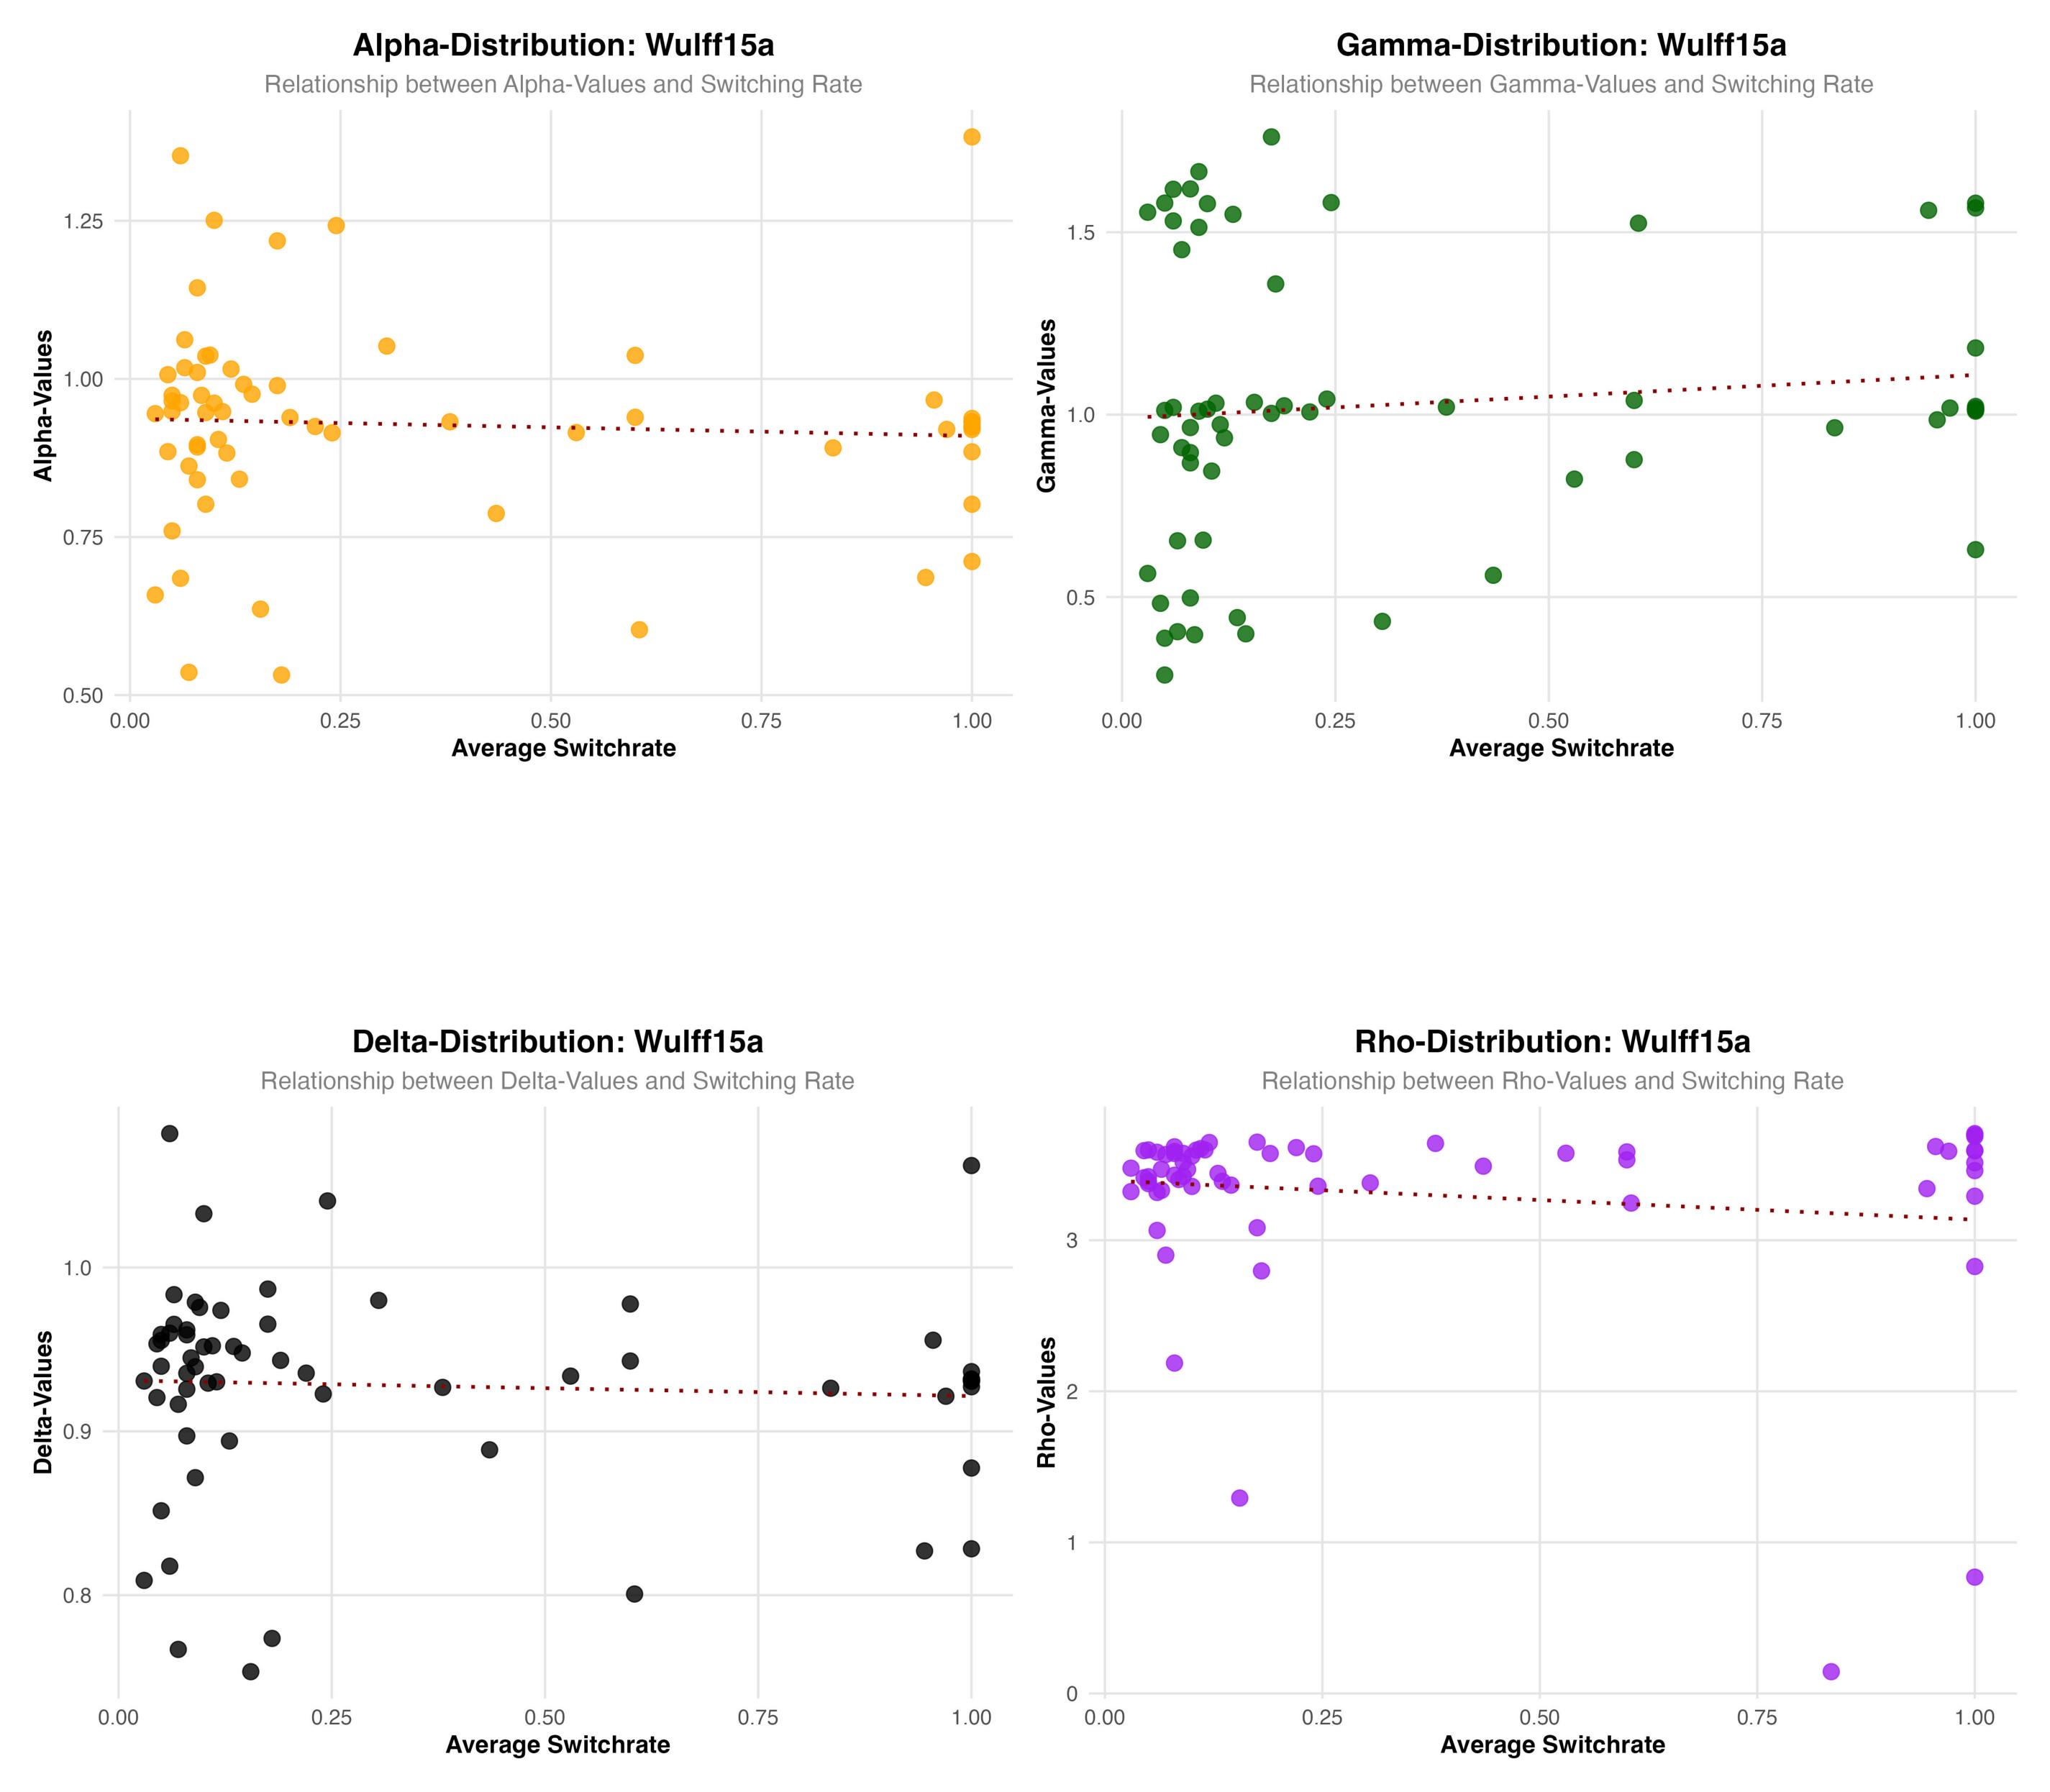 Alpha-Distribution: Wulff15a
Relationship between Alpha-Values and Switching Rate
Alpha-Values
1.25
1.00
0.75
0.50
0.00 0.25 0.50 0.75 1.00
Average Switchrate
Gamma-Distribution: Wulff15a
Relationship between Gamma-Values and Switching Rate
Gamma-Values
1.5
1.0
0.5
0.00 0.25 0.50 0.75 1.00
Average Switchrate
Delta-Distribution: Wulff15a
Relationship between Delta-Values and Switching Rate
Delta-Values
1.0
0.9
0.8
0.00 0.25 0.50 0.75 1.00
Average Switchrate
Rho-Distribution: Wulff15a
Relationship between Rho-Values and Switching Rate
Rho-Values
3
2
1
0
0.00 0.25 0.50 0.75 1.00
Average Switchrate